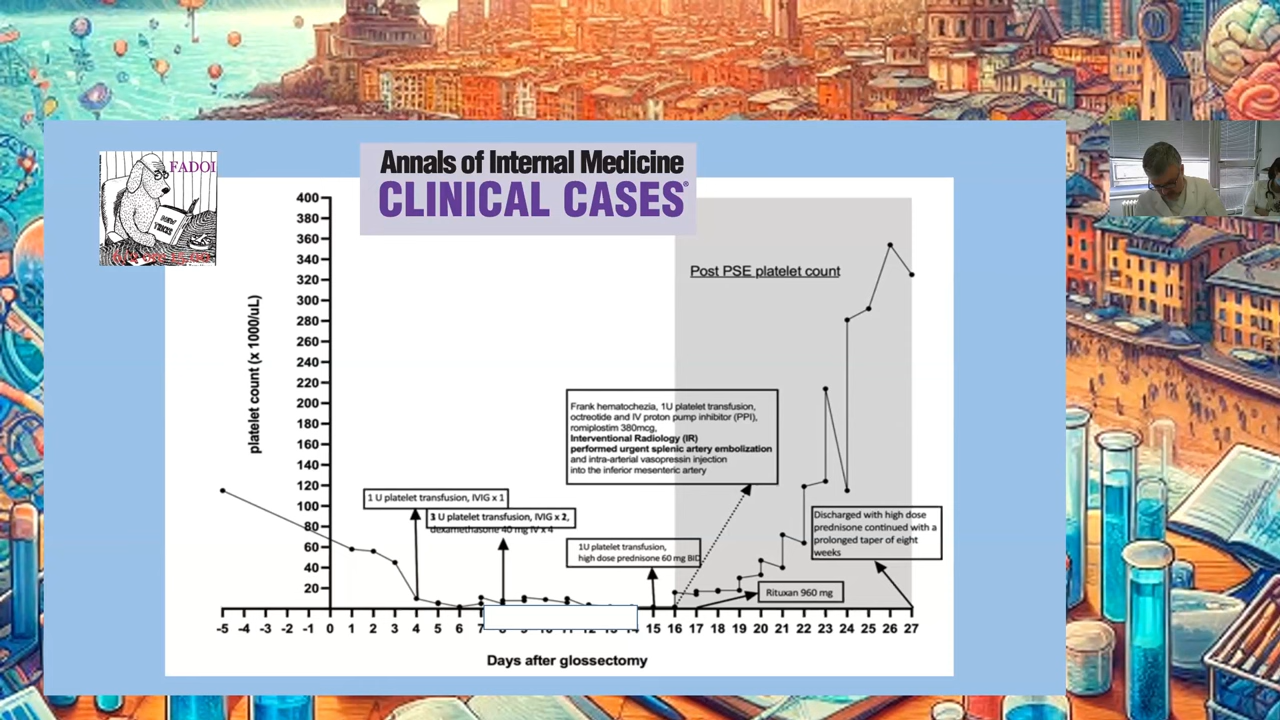 FADOI
Annals of Internal Medicine
CLINICAL CASES®
platelet count (x 1000/uL)
400
380
360
340
320
300
280
260
240
220
200
180
160
140
120
100
80
60
40
20
Post PSE platelet count
Frank hematochezia, 1U platelet transfusion,
octreotide and IV proton pump inhibitor (PPI),
romiplostim 380mcg,
Interventional Radiology (IR)
performed urgent splenic artery embolization
and intra-arterial vasopressin injection
into the inferior mesenteric artery
1 U platelet transfusion, IVIG x 1
3 U platelet transfusion, IVIG x 2,
dexamethasone 40 mg IV x 4
1U platelet transfusion,
high dose prednisone 60 mg BID
Discharged with high dose
prednisone continued with a
prolonged taper of eight
weeks
Rituxan 960 mg
-5 -4 -3 -2 -1 0 1 2 3 4 5 6 7 8 9 10 11 12 13 14 15 16 17 18 19 20 21 22 23 24 25 26 27
Days after glossectomy